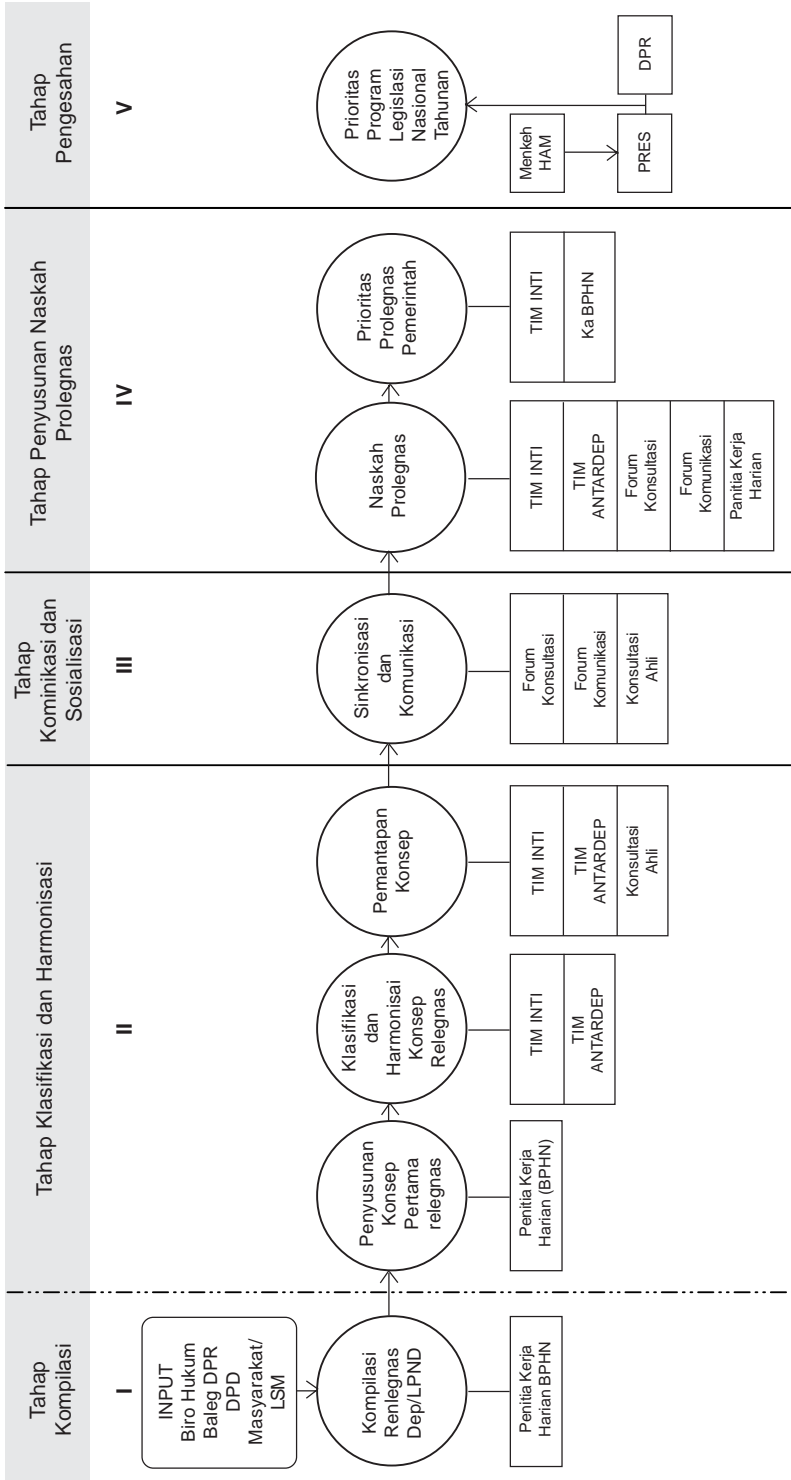 Tahap
Kompilasi
I
INPUT
Biro Hukum
Baleg DPR
DPD
Masyarakat/
LSM
Kompilasi
Renlegnas
Dep/LPND
Penitia Kerja
Harian BPHN
Tahap Klasifikasi dan Harmonisasi
II
Penyusunan
Konsep
Pertama
relegnas
Penitia Kerja
Harian (BPHN)
Klasifikasi
dan
Harmonisai
Konsep
Relegnas
TIM INTI
TIM
ANTARDEP
Pemantapan
Konsep
TIM INTI
TIM
ANTARDEP
Konsultasi
Ahli
Tahap
Kominikasi dan
Sosialisasi
III
Sinkronisasi
dan
Komunikasi
Forum
Konsultasi
Forum
Komunikasi
Konsultasi
Ahli
Tahap Penyusunan Naskah
Prolegnas
IV
Naskah
Prolegnas
TIM INTI
TIM
ANTARDEP
Forum
Konsultasi
Forum
Komunikasi
Panitia Kerja
Harian
Prioritas
Prolegnas
Pemerintah
TIM INTI
Ka BPHN
Tahap
Pengesahan
V
Prioritas
Program
Legislasi
Nasional
Tahunan
Menkeh
HAM
PRES
DPR